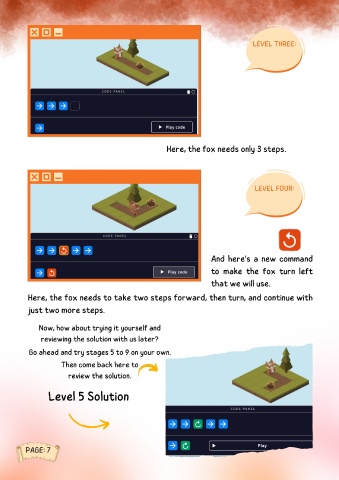 LEVEL THREE:
CODE PANEL
Play code
Here, the fox needs only 3 steps.
LEVEL FOUR:
CODE PANEL
Play code
And here's a new command
to make the fox turn left
that we will use.
Here, the fox needs to take two steps forward, then turn, and continue with
just two more steps.
Now, how about trying it yourself and
reviewing the solution with us later?
Go ahead and try stages 5 to 9 on your own.
Then come back here to
review the solution.
Level 5 Solution
CODE PANEL
Play
PAGE: 7